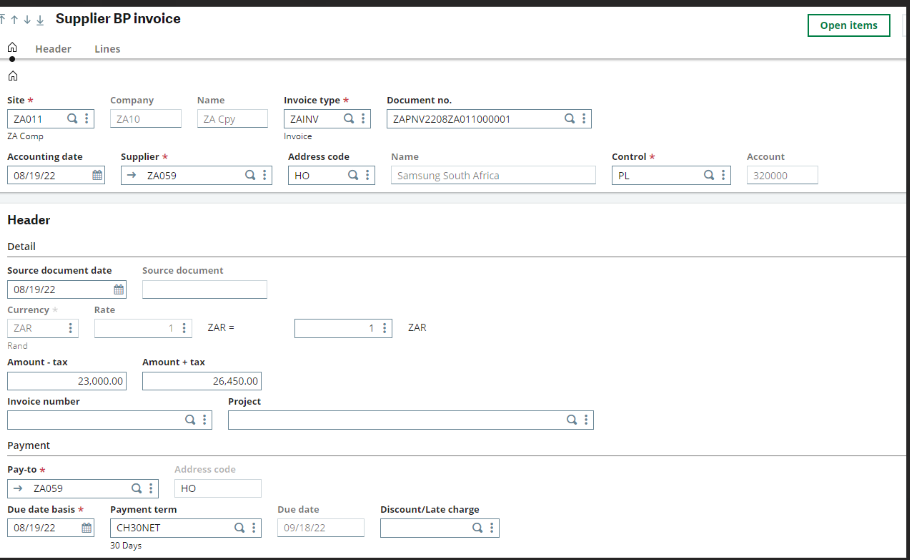 Supplier BP invoice
Open items
Header Lines
Site * Company Name Invoice type * Document no.
ZA011 ZA10 ZA Cpy ZAINV ZAPNV2208ZA011000001
ZA Comp Invoice
Accounting date Supplier * Address code Name Control * Account
08/19/22 ZA059 HO Samsung South Africa PL 320000
Header
Detail
Source document date Source document
08/19/22
Currency * Rate
ZAR 1 ZAR = 1 ZAR
Rand
Amount - tax Amount + tax
23,000.00 26,450.00
Invoice number Project
Payment
Pay-to * Address code
ZA059 HO
Due date basis * Payment term Due date Discount/Late charge
08/19/22 CH30NET 09/18/22
30 Days